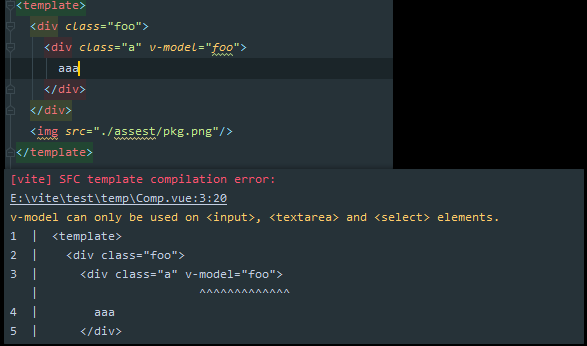 <template>
<div class="foo">
<div class="a" v-model="foo">
aaa
</div>
</div>
<img src="./assest/pkg.png"/>
</template>
[vite] SFC template compilation error:
E:\vite\test\temp\Comp.vue:3:20
v-model can only be used on <input>, <textarea> and <select> elements.
1 | <template>
2 | <div class="foo">
3 | <div class="a" v-model="foo">
| ^^^^^^^^^^^^^
4 | aaa
5 | </div>